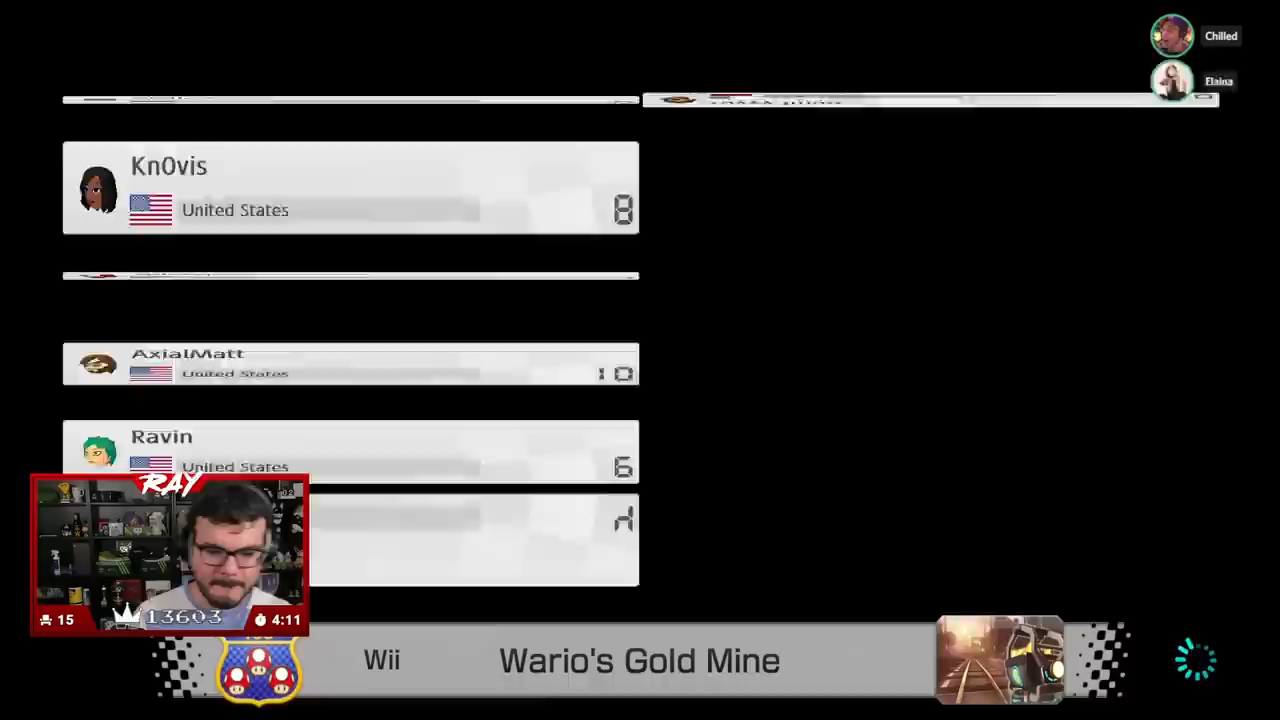 Chilled
Elaina
Kn0vis
United States
8
AxialMatt
United States
10
Ravin
United States
6
RAY
15
13603
4:11
Wii
Wario's Gold Mine